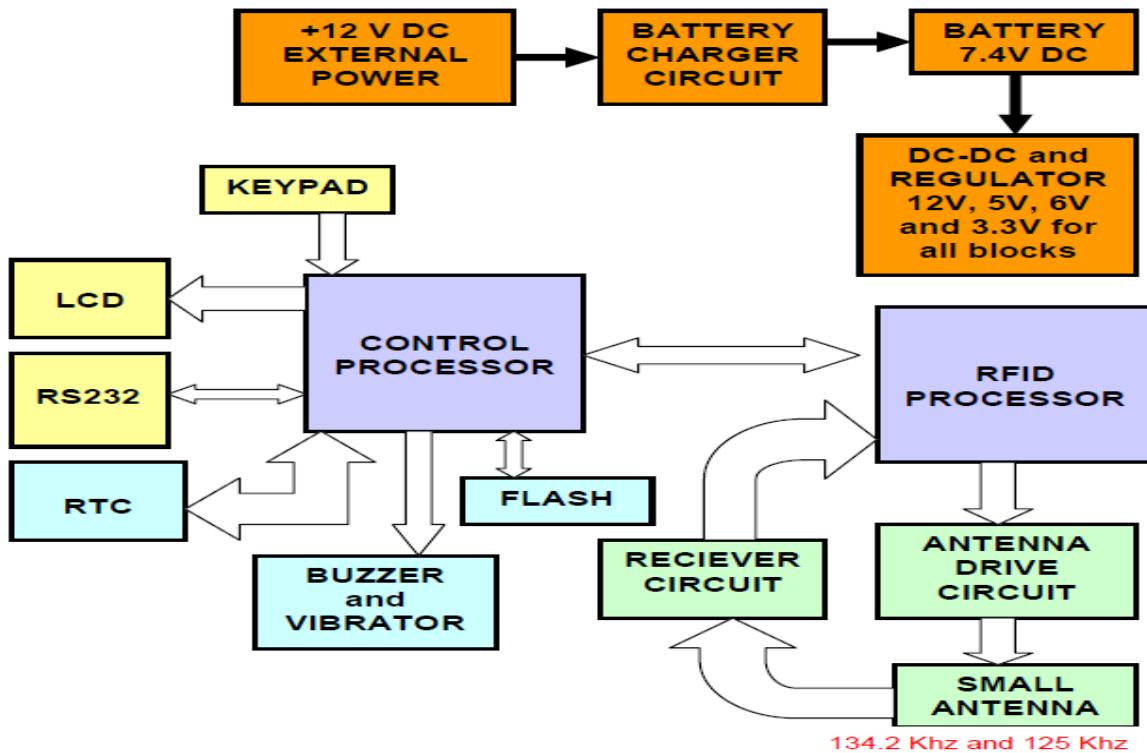 +12 V DC
EXTERNAL
POWER
BATTERY
CHARGER
CIRCUIT
BATTERY
7.4V DC
DC-DC and
REGULATOR
12V, 5V, 6V
and 3.3V for
all blocks
KEYPAD
LCD
CONTROL
PROCESSOR
RS232
RFID
PROCESSOR
RTC
FLASH
BUZZER
and
VIBRATOR
RECIEVER
CIRCUIT
ANTENNA
DRIVE
CIRCUIT
SMALL
ANTENNA
134.2 Khz and 125 Khz